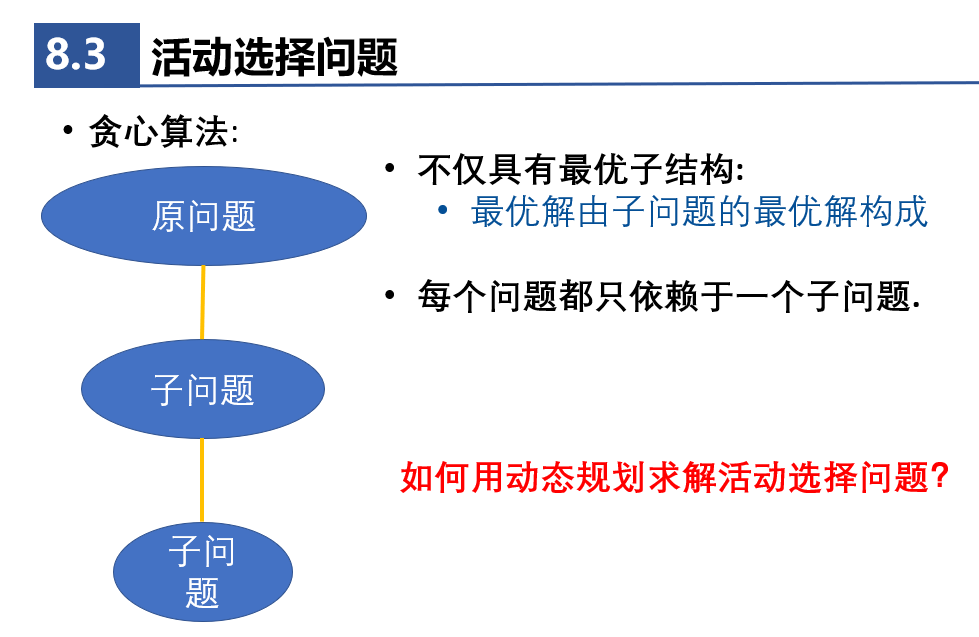 8.3 活动选择问题
• 贪心算法:
原问题
子问题
子问
题
• 不仅具有最优子结构:
• 最优解由子问题的最优解构成
• 每个问题都只依赖于一个子问题.
如何用动态规划求解活动选择问题?